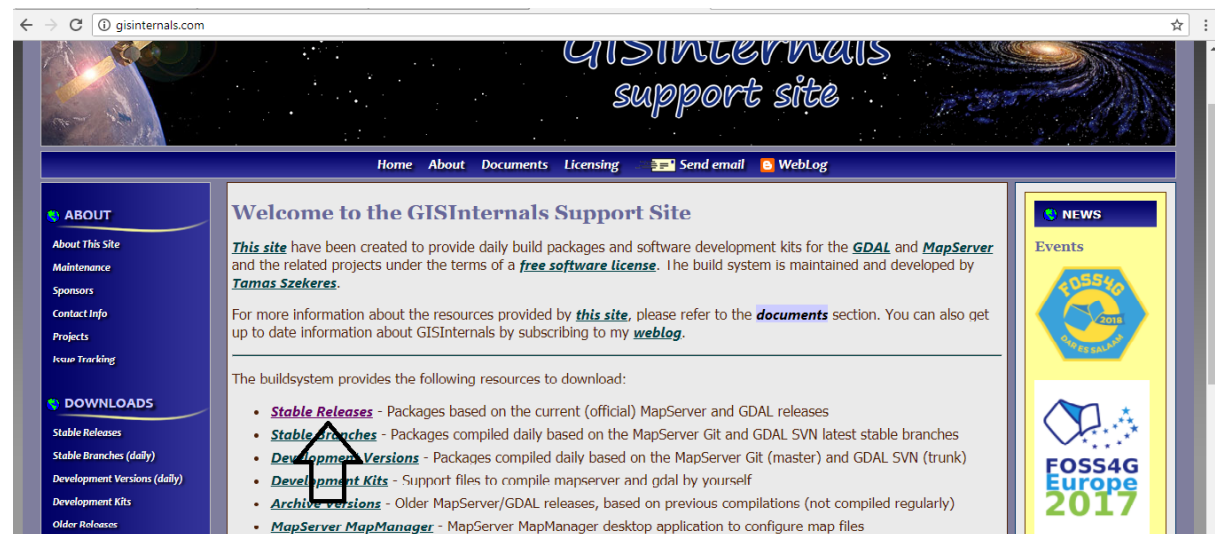 gisinternals.com
GISInternals
support site
Home About Documents Licensing Send email WebLog
ABOUT
About This Site
Maintenance
Sponsors
Contact Info
Projects
Issue Tracking
DOWNLOADS
Stable Releases
Stable Branches (daily)
Development Versions (daily)
Development Kits
Older Releases
Welcome to the GISInternals Support Site
This site have been created to provide daily build packages and software development kits for the GDAL and MapServer
and the related projects under the terms of a free software license. The build system is maintained and developed by
Tamas Szekeres.
For more information about the resources provided by this site, please refer to the documents section. You can also get
up to date information about GISInternals by subscribing to my weblog.
The buildsystem provides the following resources to download:
• Stable Releases - Packages based on the current (official) MapServer and GDAL releases
• Stable Branches - Packages compiled daily based on the MapServer Git and GDAL SVN latest stable branches
• Development Versions - Packages compiled daily based on the MapServer Git (master) and GDAL SVN (trunk)
• Development Kits - Support files to compile mapserver and gdal by yourself
• Archive Versions - Older MapServer/GDAL releases, based on previous compilations (not compiled regularly)
• MapServer MapManager - MapServer MapManager desktop application to configure map files
NEWS
Events
FOSS4G
2018
DAR ES SALAAM
FOSS4G
Europe
2017